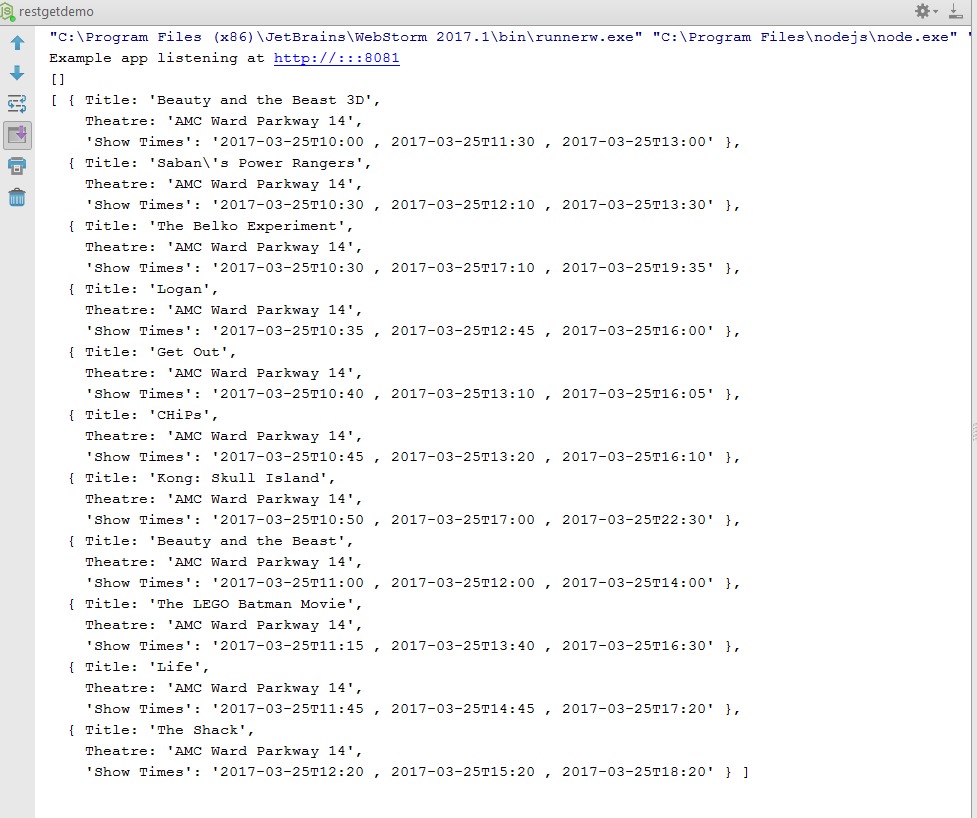 restgetdemo
"C:\Program Files (x86)\JetBrains\WebStorm 2017.1\bin\runnerw.exe" "C:\Program Files\nodejs\node.exe" "
Example app listening at http://:::8081
[]
[ { Title: 'Beauty and the Beast 3D',
Theatre: 'AMC Ward Parkway 14',
'Show Times': '2017-03-25T10:00 , 2017-03-25T11:30 , 2017-03-25T13:00' },
{ Title: 'Saban\'s Power Rangers',
Theatre: 'AMC Ward Parkway 14',
'Show Times': '2017-03-25T10:30 , 2017-03-25T12:10 , 2017-03-25T13:30' },
{ Title: 'The Belko Experiment',
Theatre: 'AMC Ward Parkway 14',
'Show Times': '2017-03-25T10:30 , 2017-03-25T17:10 , 2017-03-25T19:35' },
{ Title: 'Logan',
Theatre: 'AMC Ward Parkway 14',
'Show Times': '2017-03-25T10:35 , 2017-03-25T12:45 , 2017-03-25T16:00' },
{ Title: 'Get Out',
Theatre: 'AMC Ward Parkway 14',
'Show Times': '2017-03-25T10:40 , 2017-03-25T13:10 , 2017-03-25T16:05' },
{ Title: 'CHiPs',
Theatre: 'AMC Ward Parkway 14',
'Show Times': '2017-03-25T10:45 , 2017-03-25T13:20 , 2017-03-25T16:10' },
{ Title: 'Kong: Skull Island',
Theatre: 'AMC Ward Parkway 14',
'Show Times': '2017-03-25T10:50 , 2017-03-25T17:00 , 2017-03-25T22:30' },
{ Title: 'Beauty and the Beast',
Theatre: 'AMC Ward Parkway 14',
'Show Times': '2017-03-25T11:00 , 2017-03-25T12:00 , 2017-03-25T14:00' },
{ Title: 'The LEGO Batman Movie',
Theatre: 'AMC Ward Parkway 14',
'Show Times': '2017-03-25T11:15 , 2017-03-25T13:40 , 2017-03-25T16:30' },
{ Title: 'Life',
Theatre: 'AMC Ward Parkway 14',
'Show Times': '2017-03-25T11:45 , 2017-03-25T14:45 , 2017-03-25T17:20' },
{ Title: 'The Shack',
Theatre: 'AMC Ward Parkway 14',
'Show Times': '2017-03-25T12:20 , 2017-03-25T15:20 , 2017-03-25T18:20' } ]